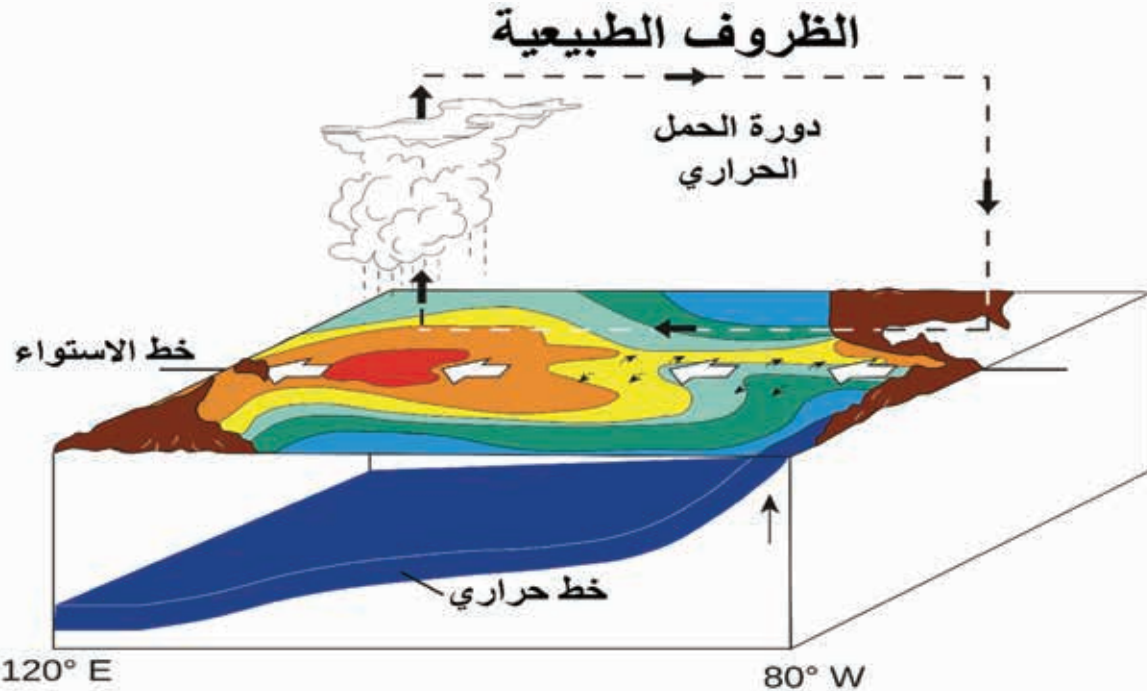 الظروف الطبيعية
دورة الحمل
الحراري
خط الاستواء
خط حراري
120° E
80° W